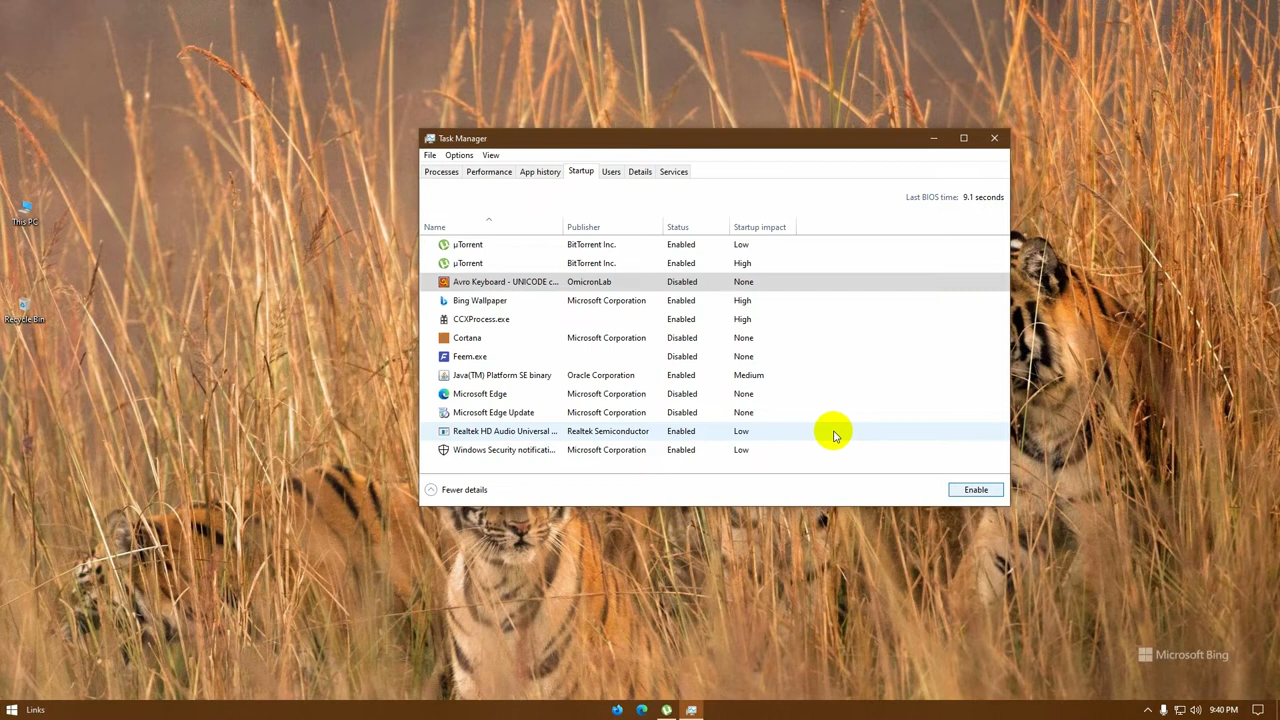 Task Manager
File Options View
Processes Performance App history Startup Users Details Services
Last BIOS time: 9.1 seconds
Name Publisher Status Startup impact
µTorrent BitTorrent Inc. Enabled Low
µTorrent BitTorrent Inc. Enabled High
Avro Keyboard - UNICODE c... OmicronLab Disabled None
Bing Wallpaper Microsoft Corporation Enabled High
CCXProcess.exe Enabled High
Cortana Microsoft Corporation Disabled None
Feem.exe Disabled None
Java(TM) Platform SE binary Oracle Corporation Enabled Medium
Microsoft Edge Microsoft Corporation Disabled None
Microsoft Edge Update Microsoft Corporation Disabled None
Realtek HD Audio Universal ... Realtek Semiconductor Enabled Low
Windows Security notificati... Microsoft Corporation Enabled Low
Fewer details Enable
This PC
Recycle Bin
Microsoft Bing
Links 9:40 PM